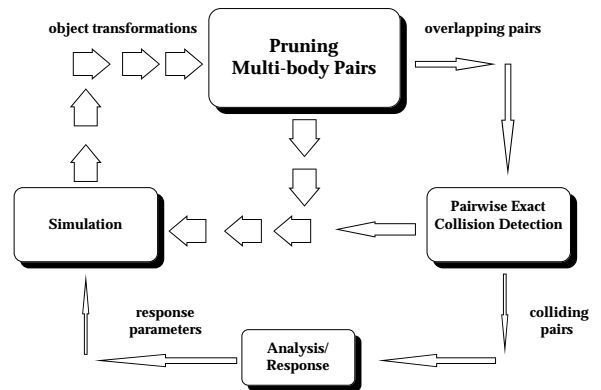 object transformations
Pruning
Multi-body Pairs
overlapping pairs
Simulation
Pairwise Exact
Collision Detection
response
parameters
colliding
pairs
Analysis/
Response